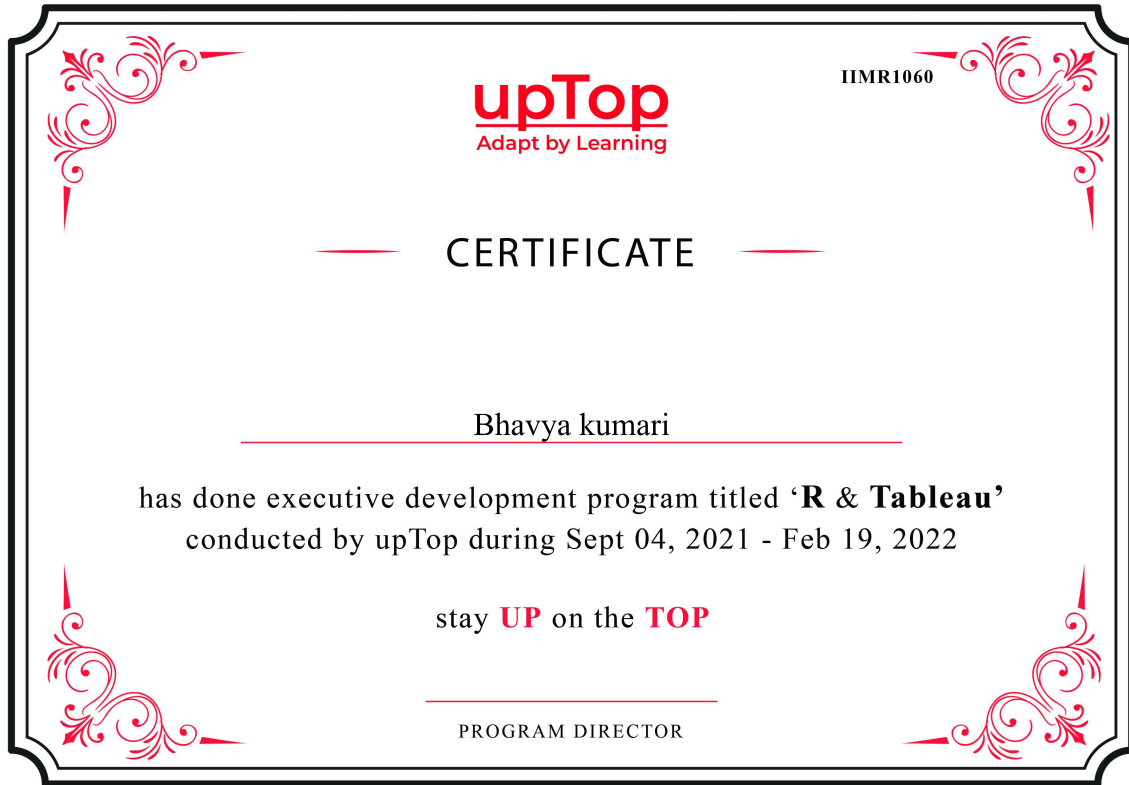 IIMR1060
upTop
Adapt by Learning
CERTIFICATE
Bhavya kumari
has done executive development program titled ‘R & Tableau’
conducted by upTop during Sept 04, 2021 - Feb 19, 2022
stay UP on the TOP
PROGRAM DIRECTOR